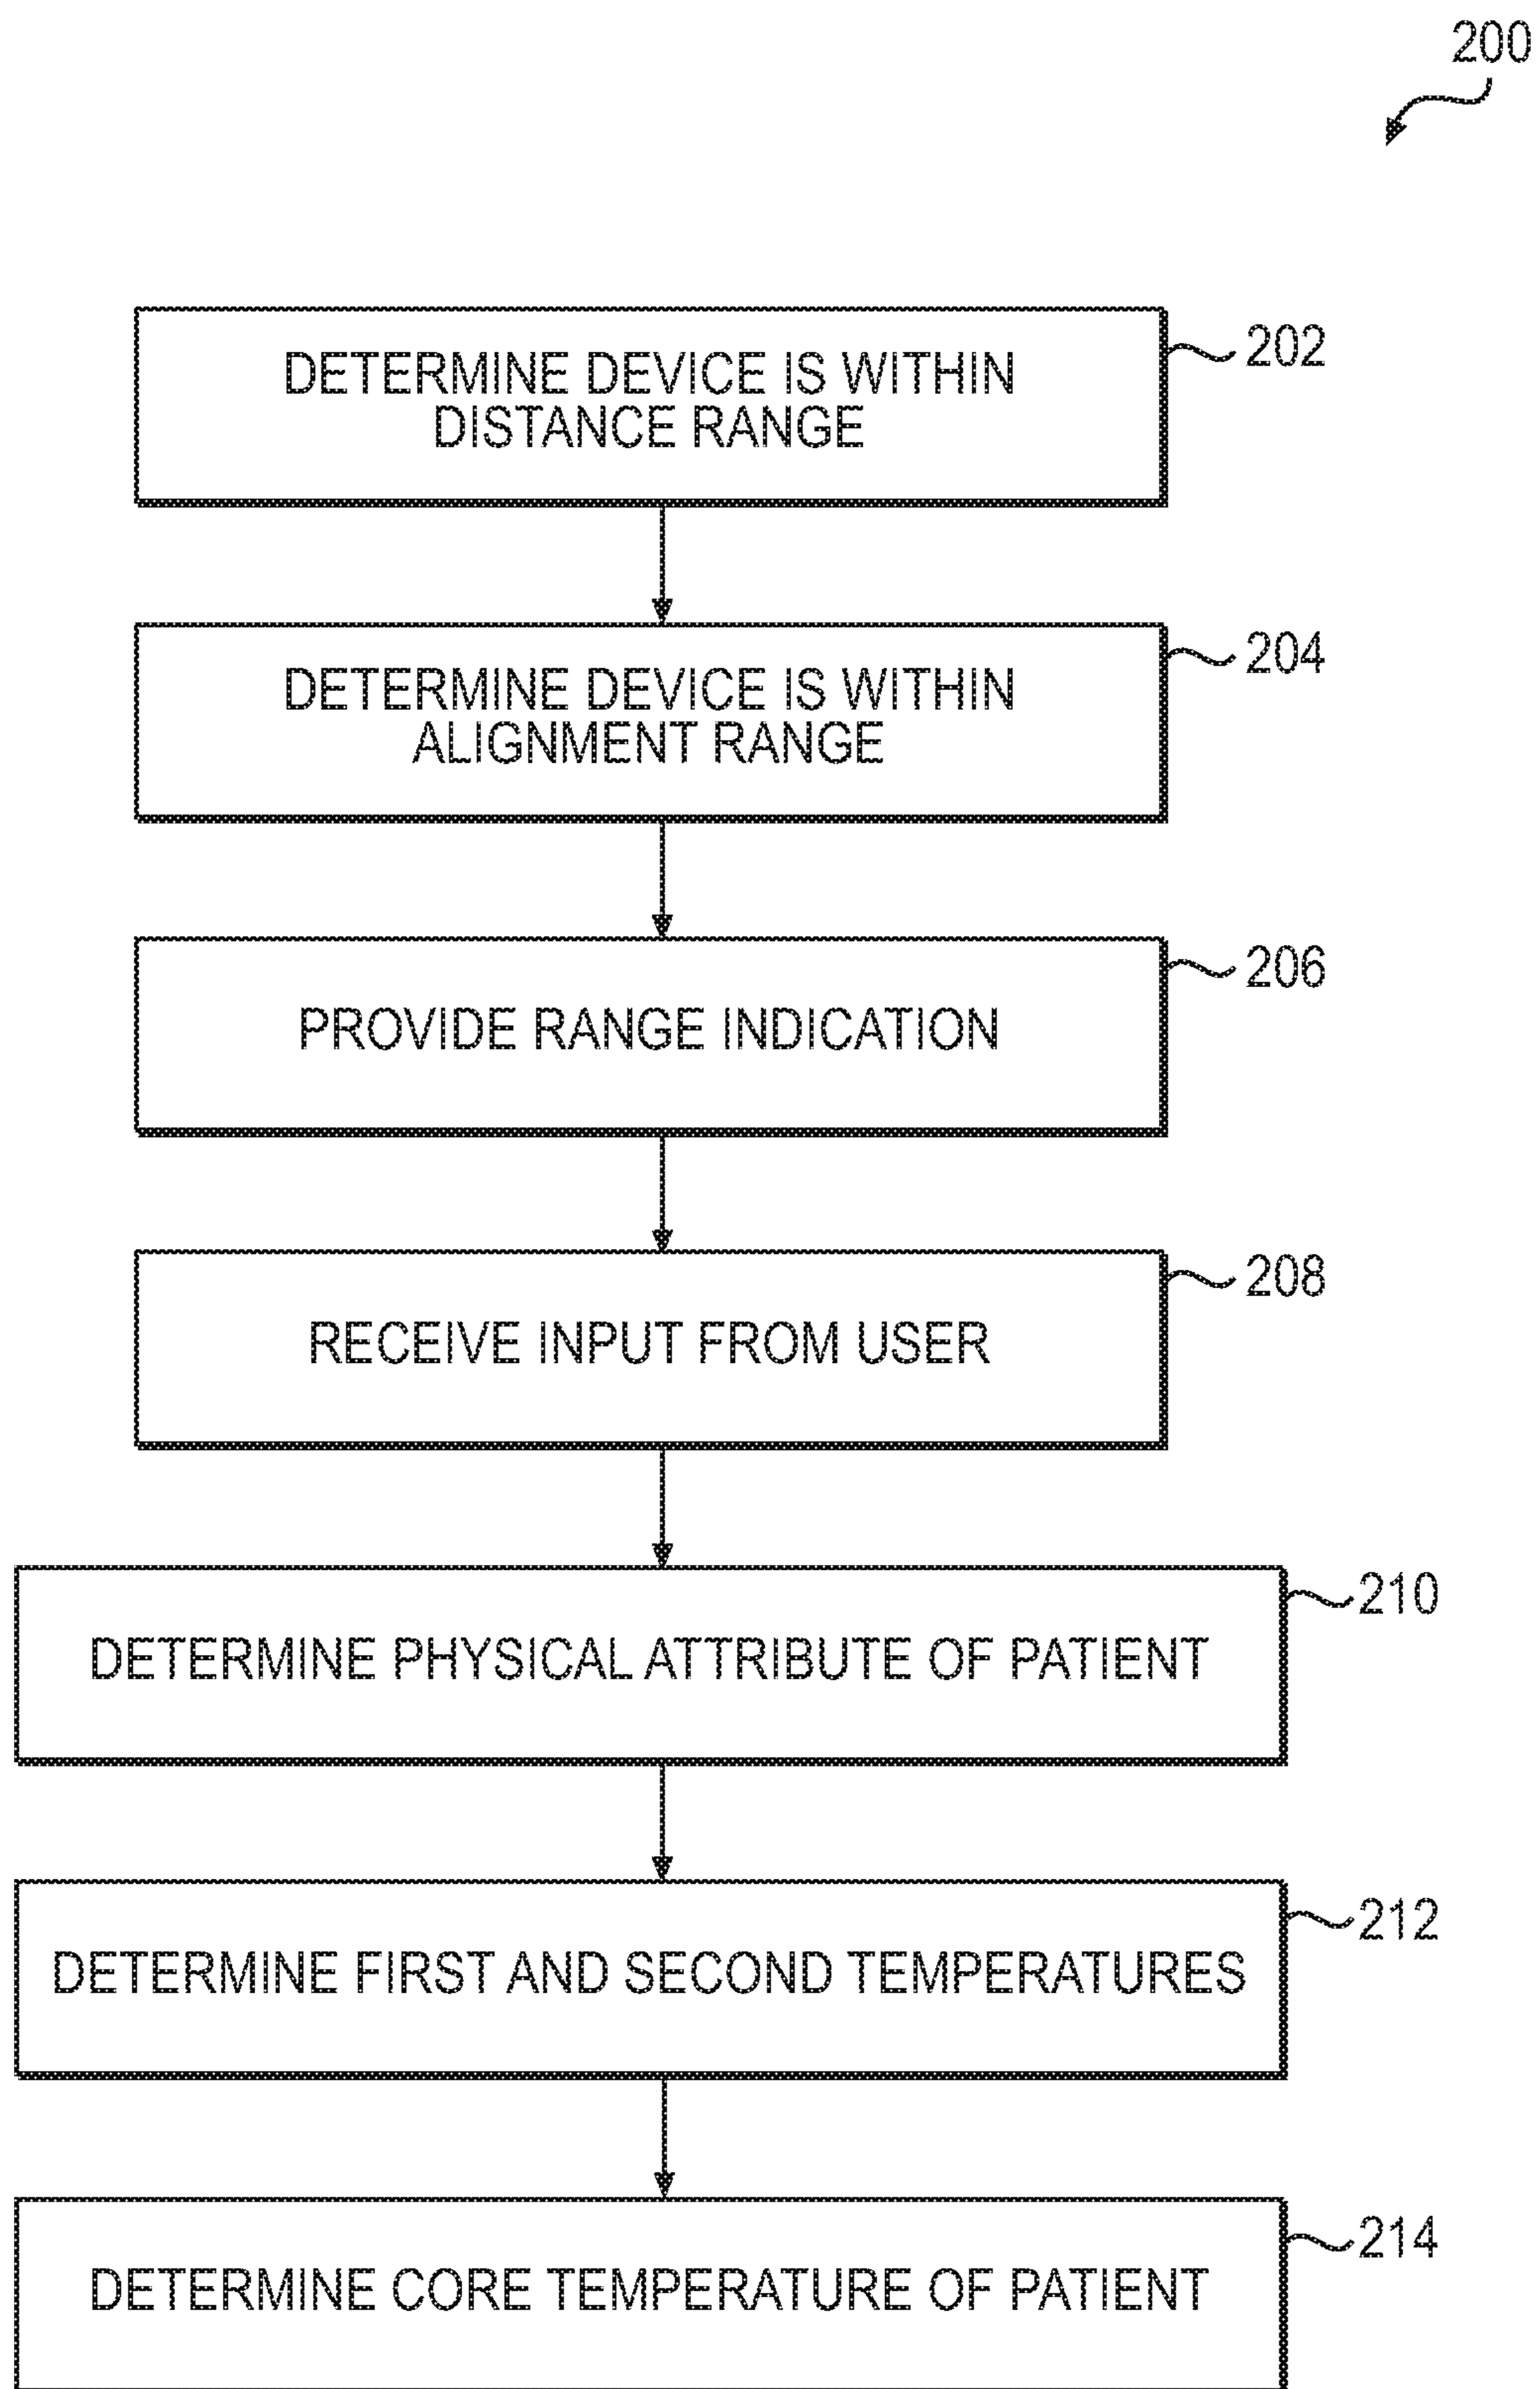 200
DETERMINE DEVICE IS WITHIN
DISTANCE RANGE
202
DETERMINE DEVICE IS WITHIN
ALIGNMENT RANGE
204
PROVIDE RANGE INDICATION
206
RECEIVE INPUT FROM USER
208
DETERMINE PHYSICAL ATTRIBUTE OF PATIENT
210
DETERMINE FIRST AND SECOND TEMPERATURES
212
DETERMINE CORE TEMPERATURE OF PATIENT
214